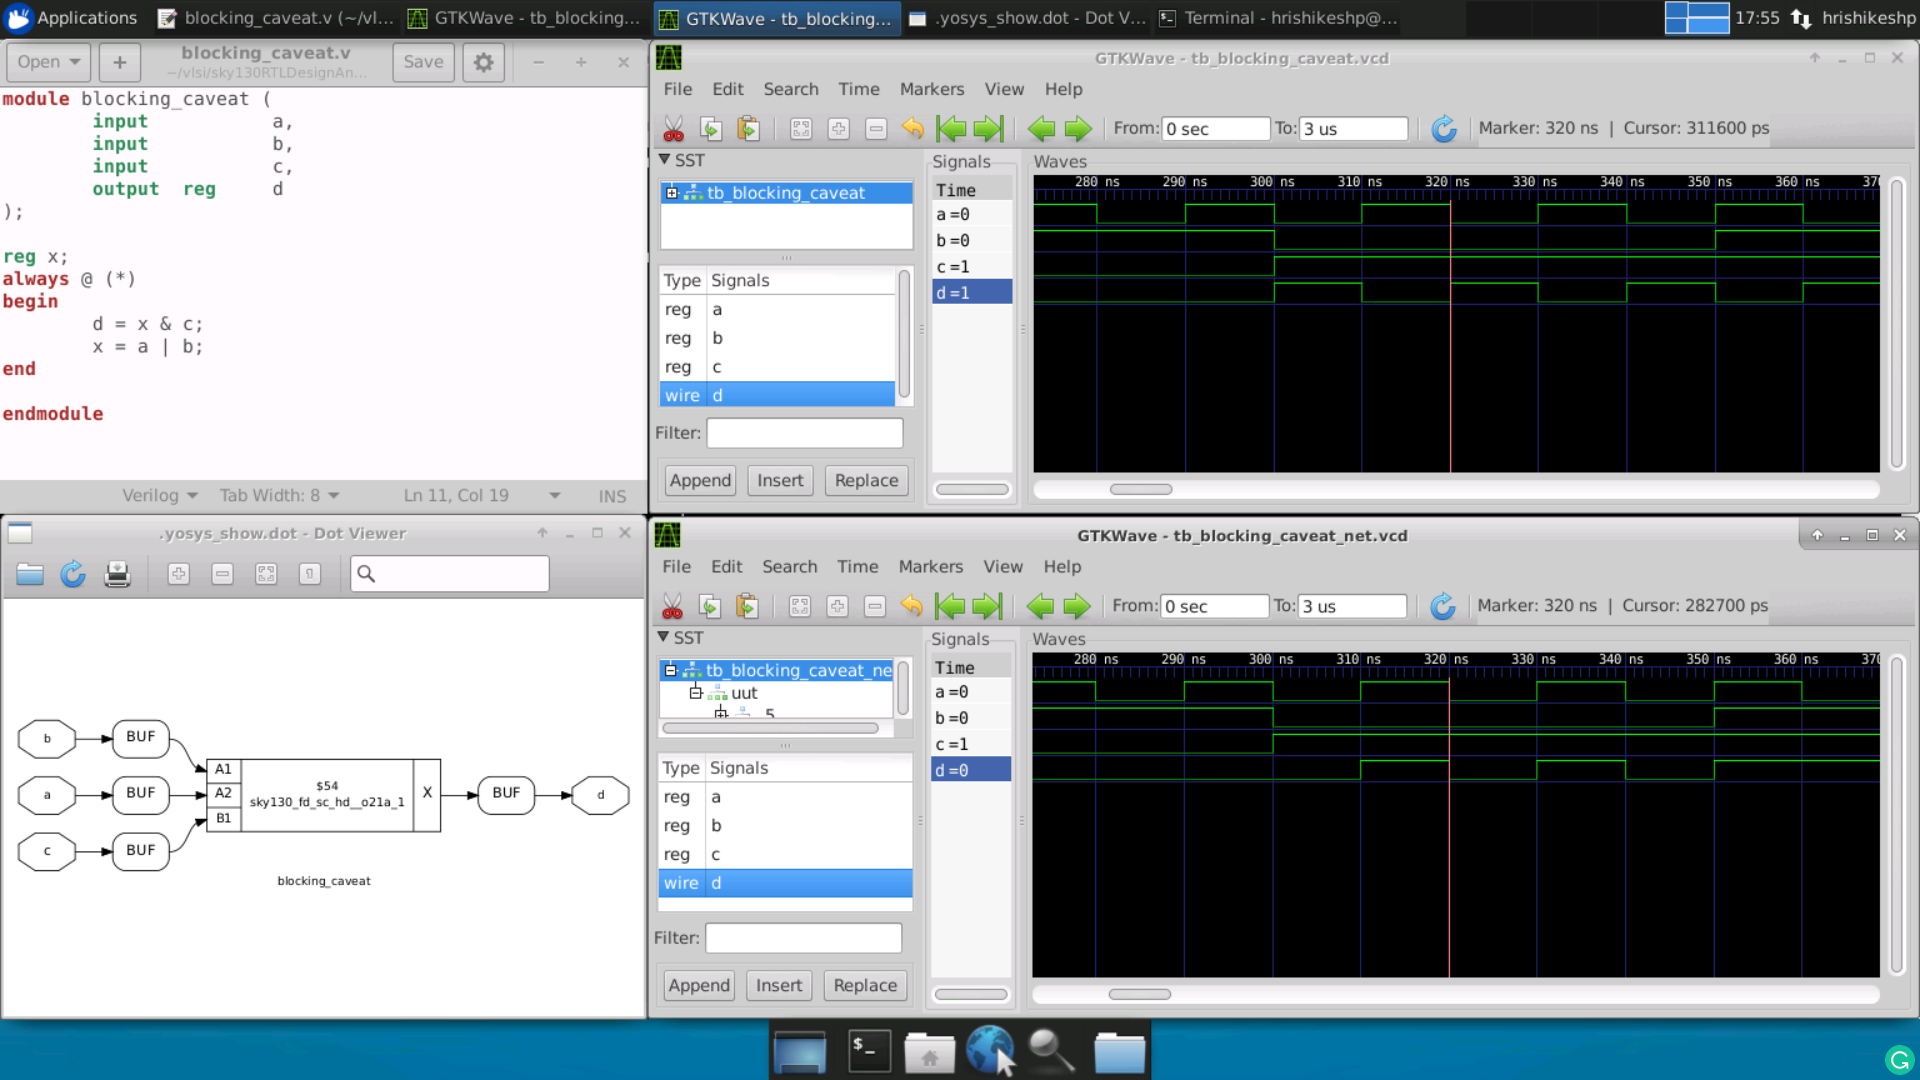 Applications
blocking_caveat.v (~/vl...
GTKWave - tb_blocking...
GTKWave - tb_blocking...
.yosys_show.dot - Dot V...
Terminal - hrishikeshp@...
17:55
hrishikeshp
Open
+
blocking_caveat.v
~/vlsi/sky130RTLDesignAn...
Save
module blocking_caveat (
input a,
input b,
input c,
output reg d
);
reg x;
always @ (*)
begin
d = x & c;
x = a | b;
end
endmodule
Verilog
Tab Width: 8
Ln 11, Col 19
INS
GTKWave - tb_blocking_caveat.vcd
File Edit Search Time Markers View Help
From: 0 sec To: 3 us Marker: 320 ns | Cursor: 311600 ps
SST
tb_blocking_caveat
Type Signals
reg a
reg b
reg c
wire d
Filter:
Append Insert Replace
Signals
Time
a=0
b=0
c=1
d=1
Waves
280 ns 290 ns 300 ns 310 ns 320 ns 330 ns 340 ns 350 ns 360 ns 370
.yosys_show.dot - Dot Viewer
b
BUF
a
BUF
c
BUF
A1
A2
B1
$54
sky130_fd_sc_hd__o21a_1
X
BUF
d
blocking_caveat
GTKWave - tb_blocking_caveat_net.vcd
File Edit Search Time Markers View Help
From: 0 sec To: 3 us Marker: 320 ns | Cursor: 282700 ps
SST
tb_blocking_caveat_ne
uut
5
Type Signals
reg a
reg b
reg c
wire d
Filter:
Append Insert Replace
Signals
Time
a=0
b=0
c=1
d=0
Waves
280 ns 290 ns 300 ns 310 ns 320 ns 330 ns 340 ns 350 ns 360 ns 370
$_
G